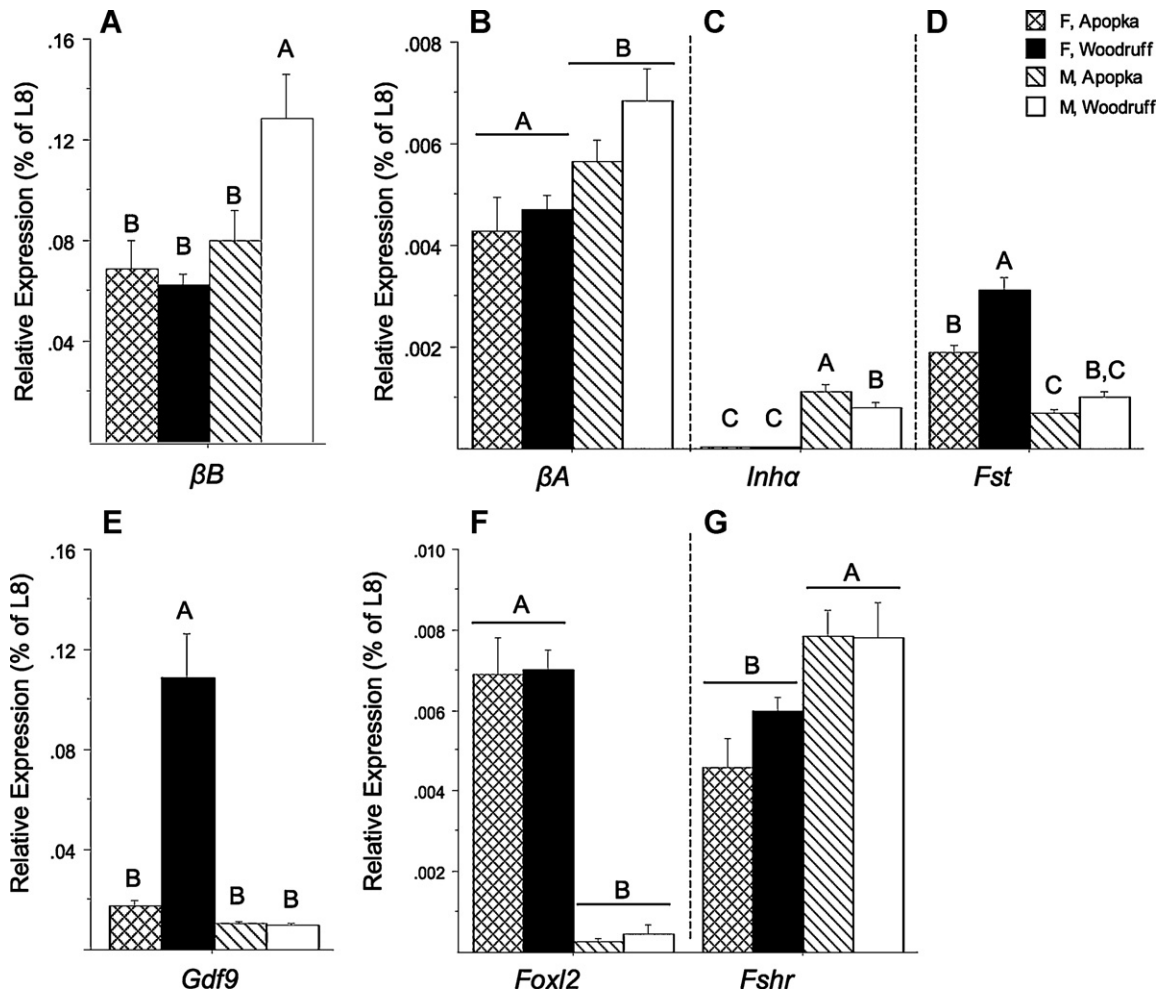 A
B
C
D
F, Apopka
F, Woodruff
M, Apopka
M, Woodruff
Relative Expression (% of L8)
.16
.12
.08
.04
B
B
B
A
βB
Relative Expression (% of L8)
.008
.006
.004
.002
A
B
βA
C
C
A
B
Inhα
B
A
C
B,C
Fst
E
F
G
Relative Expression (% of L8)
.16
.12
.08
.04
B
A
B
B
Gdf9
Relative Expression (% of L8)
.010
.008
.006
.004
.002
A
B
Foxl2
B
A
Fshr